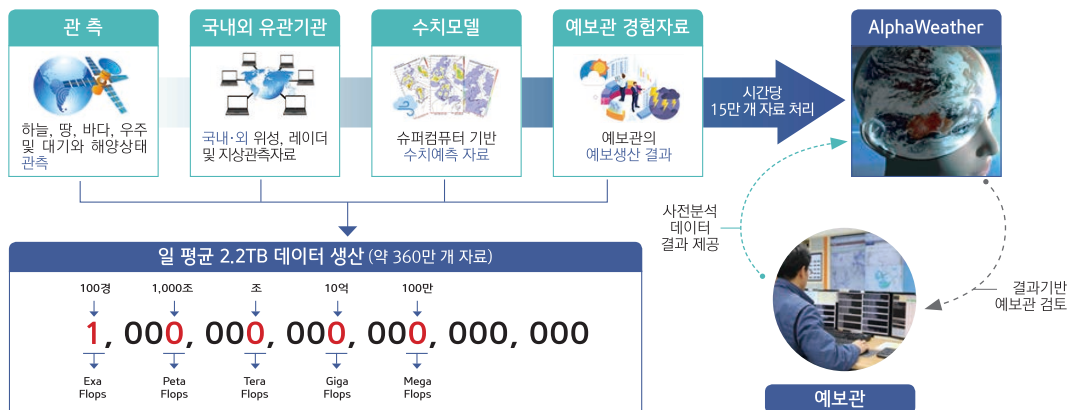 관 측
하늘, 땅, 바다, 우주
및 대기와 해양상태
관측
국내외 유관기관
국내·외 위성, 레이더
및 지상관측자료
수치모델
슈퍼컴퓨터 기반
수치예측 자료
예보관 경험자료
예보관의
예보생산 결과
시간당
15만 개 자료 처리
AlphaWeather
사전분석
데이터
결과 제공
결과기반
예보관 검토
예보관
일 평균 2.2TB 데이터 생산 (약 360만 개 자료)
100경 1,000조 조 10억 100만
1, 000, 000, 000, 000, 000, 000
Exa Peta Tera Giga Mega
Flops Flops Flops Flops Flops